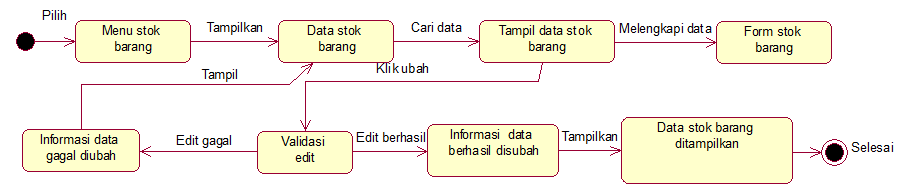 Pilih
Menu stok
barang
Tampilkan
Data stok
barang
Cari data
Tampil data stok
barang
Melengkapi data
Form stok
barang
Tampil
Klik ubah
Informasi data
gagal diubah
Edit gagal
Validasi
edit
Edit berhasil
Informasi data
berhasil disubah
Tampilkan
Data stok barang
ditampilkan
Selesai